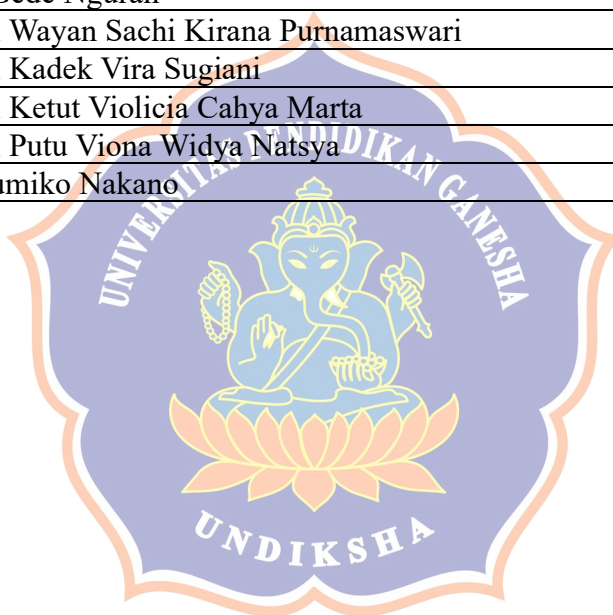 Wayan Sachi Kirana Purnamaswari
Kadek Vira Sugiani
Ketut Violicia Cahya Marta
Putu Viona Widya Natsya
Nakano
UNIVERSITAS PENDIDIKAN GANESHA
UNDIKSHA